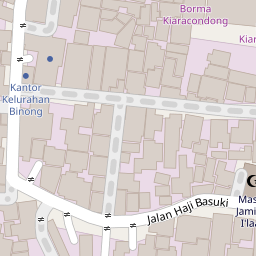 Borma
Kiaracondong
Kiar
Kantor
Kelurahan
Binong
Jalan Haji Basuki
Mas
Jami
I'laa